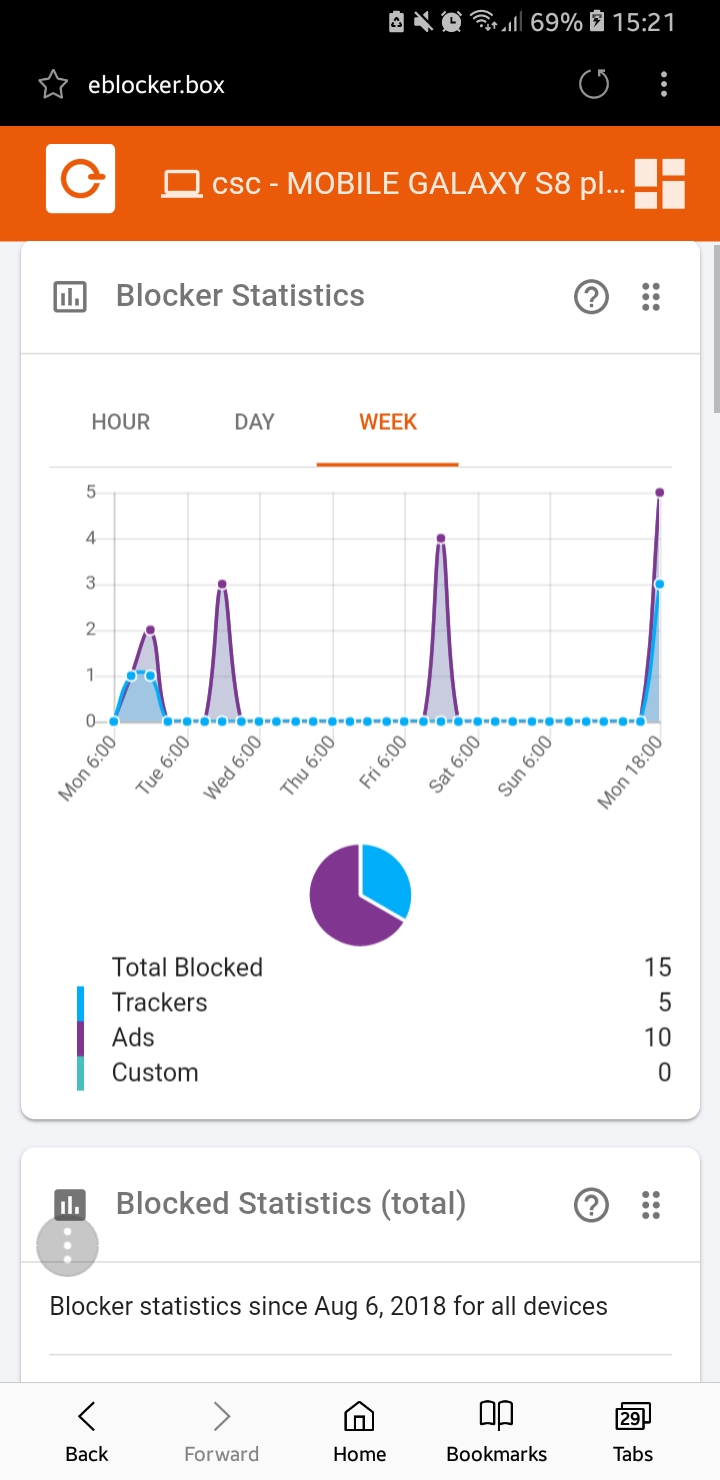 69% 15:21
eblocker.box
csc - MOBILE GALAXY S8 pl...
Blocker Statistics
HOUR DAY WEEK
5
4
3
2
1
0
Mon 6:00 Tue 6:00 Wed 6:00 Thu 6:00 Fri 6:00 Sat 6:00 Sun 6:00 Mon 18:00
Total Blocked 15
Trackers 5
Ads 10
Custom 0
Blocked Statistics (total)
Blocker statistics since Aug 6, 2018 for all devices
29
Back Forward Home Bookmarks Tabs